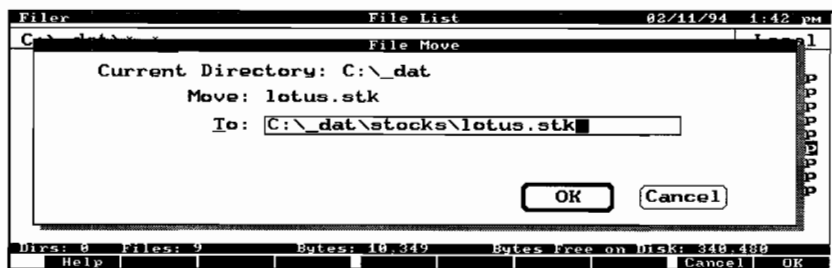 Filer File List 02/11/94 1:42 pm
File Move
Current Directory: C:\_dat
Move: lotus.stk
To: C:\_dat\stocks\lotus.stk
OK Cancel
Dirs: 0 Files: 9 Bytes: 10,349 Bytes Free on Disk: 340,480
Help Cancel OK